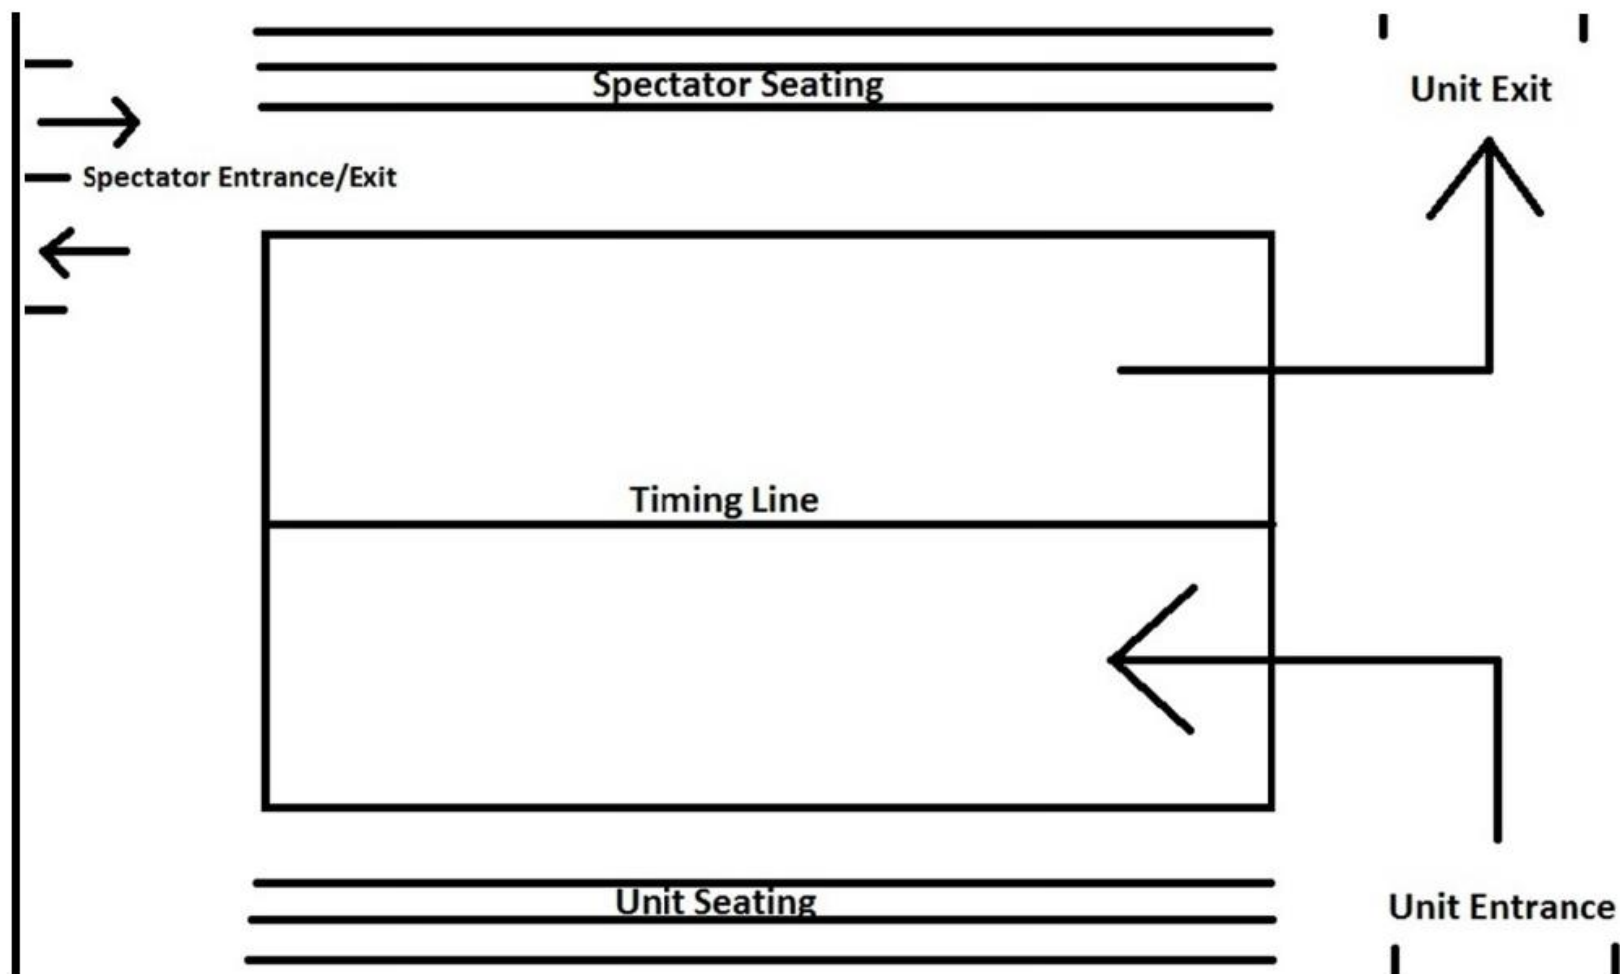 Spectator Seating
Unit Exit
Spectator Entrance/Exit
Timing Line
Unit Seating
Unit Entrance